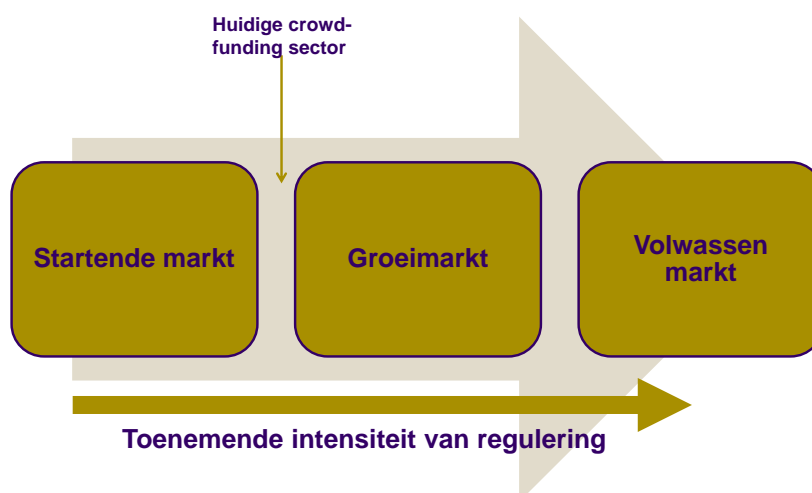 Huidige crowd-
funding sector
Startende markt
Groeimarkt
Volwassen
markt
Toenemende intensiteit van regulering